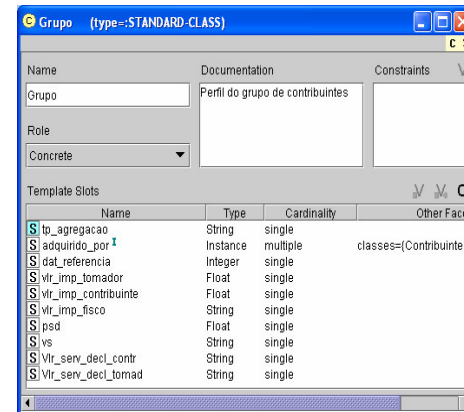 C Grupo (type=:STANDARD-CLASS)
C
Name Documentation Constraints
Grupo Perfil do grupo de contribuintes
Role
Concrete
Template Slots
Name Type Cardinality Other
S tp_agregacao String single
S adquirido_por I Instance multiple classes={Contribuinte
S dat_referencia Integer single
S vlr_imp_tomador Float single
S vlr_imp_contribuinte Float single
S vlr_imp_fisco String single
S psd Float single
S vs String single
S Vlr_serv_decl_contr String single
S Vlr_serv_decl_tomad String single